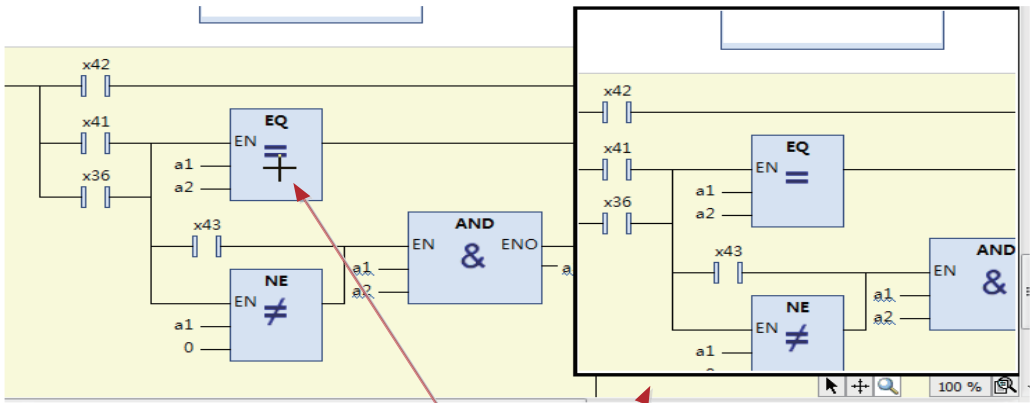 x42
x41
EQ
EN
=
a1
a2
x36
x43
AND
EN
ENO
&
a1
a
a2
NE
EN
≠
a1
0
x42
x41
EQ
EN
=
a1
a2
x36
x43
AND
EN
&
a1
a2
NE
EN
≠
a1
100 %